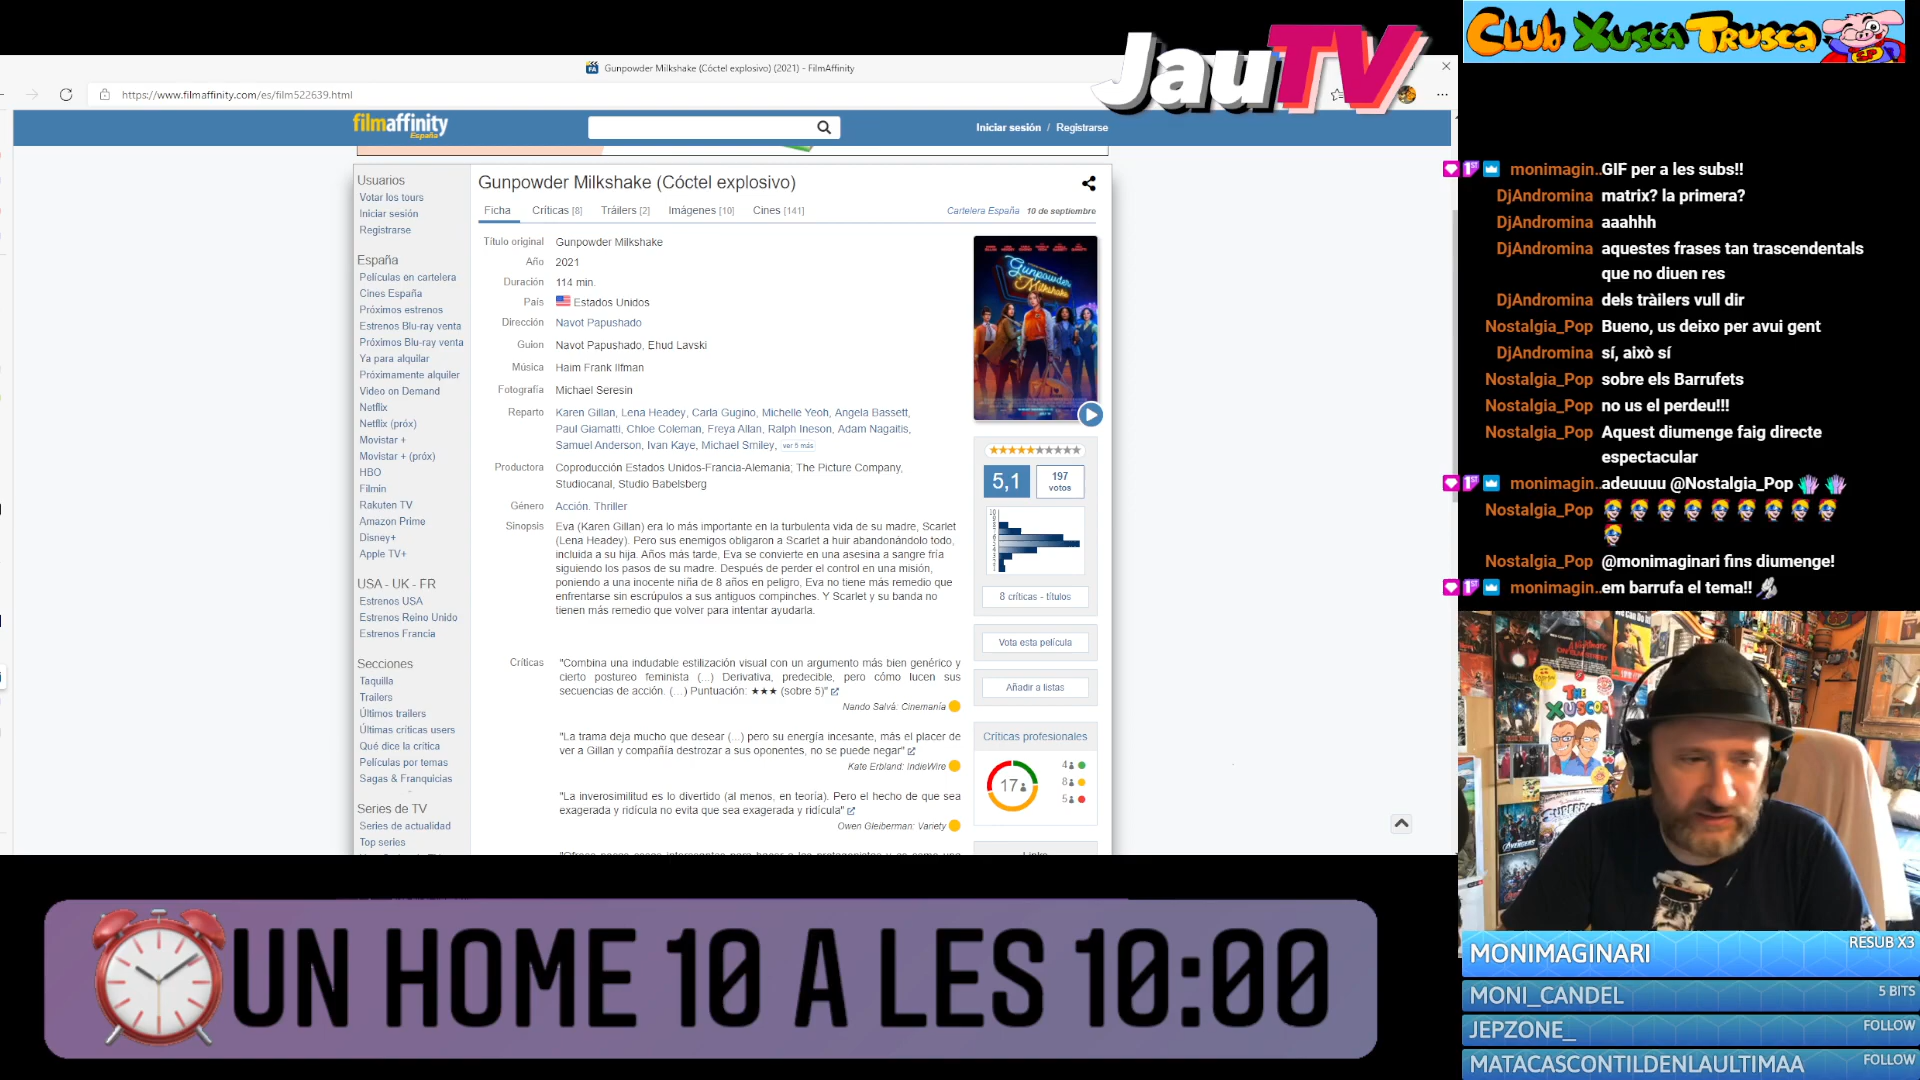 JauTV
CLUB XUSCA TRUSCA
Gunpowder Milkshake (Cóctel explosivo) (2021) - FilmAffinity
https://www.filmaffinity.com/es/film522639.html
filmaffinity
España
Iniciar sesión / Registrarse
Usuarios
Votar los tours
Iniciar sesión
Registrarse
España
Películas en cartelera
Cines España
Próximos estrenos
Estrenos Blu-ray venta
Próximos Blu-ray venta
Ya para alquilar
Próximamente alquiler
Video on Demand
Netflix
Netflix (próx)
Movistar +
Movistar + (próx)
HBO
Filmin
Rakuten TV
Amazon Prime
Disney+
Apple TV+
USA - UK - FR
Estrenos USA
Estrenos Reino Unido
Estrenos Francia
Secciones
Taquilla
Trailers
Últimos trailers
Últimas críticas users
Qué dice la crítica
Películas por temas
Sagas & Franquicias
Series de TV
Series de actualidad
Top series
Gunpowder Milkshake (Cóctel explosivo)
Ficha Críticas [8] Tráilers [2] Imágenes [10] Cines [141]
Cartelera España 10 de septiembre
Título original Gunpowder Milkshake
Año 2021
Duración 114 min.
País Estados Unidos
Dirección Navot Papushado
Guion Navot Papushado, Ehud Lavski
Música Haim Frank Ilfman
Fotografía Michael Seresin
Reparto Karen Gillan, Lena Headey, Carla Gugino, Michelle Yeoh, Angela Bassett,
Paul Giamatti, Chloe Coleman, Freya Allan, Ralph Ineson, Adam Nagaitis,
Samuel Anderson, Ivan Kaye, Michael Smiley, ver 5 más
Productora Coproducción Estados Unidos-Francia-Alemania; The Picture Company,
Studiocanal, Studio Babelsberg
Género Acción. Thriller
Sinopsis Eva (Karen Gillan) era lo más importante en la turbulenta vida de su madre, Scarlet
(Lena Headey). Pero sus enemigos obligaron a Scarlet a huir abandonándolo todo,
incluida a su hija. Años más tarde, Eva se convierte en una asesina a sangre fría
siguiendo los pasos de su madre. Después de perder el control en una misión,
poniendo a una inocente niña de 8 años en peligro, Eva no tiene más remedio que
enfrentarse sin escrúpulos a sus antiguos compinches. Y Scarlet y su banda no
tienen más remedio que volver para intentar ayudarla.
Críticas "Combina una indudable estilización visual con un argumento más bien genérico y
cierto postureo feminista (...) Derivativa, predecible, pero cómo lucen sus
secuencias de acción. (...) Puntuación: ★★★ (sobre 5)"
Nando Salvà: Cinemanía
"La trama deja mucho que desear (...) pero su energía incesante, más el placer de
ver a Gillan y compañía destrozar a sus oponentes, no se puede negar"
Kate Erbland: IndieWire
"La inverosimilitud es lo divertido (al menos, en teoría). Pero el hecho de que sea
exagerada y ridícula no evita que sea exagerada y ridícula"
Owen Gleiberman: Variety
Gunpowder
Milkshake
5,1
197
votos
8 críticas - títulos
Vota esta película
Añadir a listas
Críticas profesionales
17
4
8
5
Links
monimagin..GIF per a les subs!!
DjAndromina matrix? la primera?
DjAndromina aaahhh
DjAndromina aquestes frases tan trascendentals
que no diuen res
DjAndromina dels tràilers vull dir
Nostalgia_Pop Bueno, us deixo per avui gent
DjAndromina sí, això sí
Nostalgia_Pop sobre els Barrufets
Nostalgia_Pop no us el perdeu!!!
Nostalgia_Pop Aquest diumenge faig directe
espectacular
monimagin..adeuuuu @Nostalgia_Pop
Nostalgia_Pop
Nostalgia_Pop @monimaginari fins diumenge!
monimagin..em barrufa el tema!!
THE
XUSCOS
AVENGERS
MONIMAGINARI RESUB X3
MONI_CANDEL 5 BITS
JEPZONE_ FOLLOW
MATACASCONTILDENLAULTIMAA FOLLOW
UN HOME 10 A LES 10:00